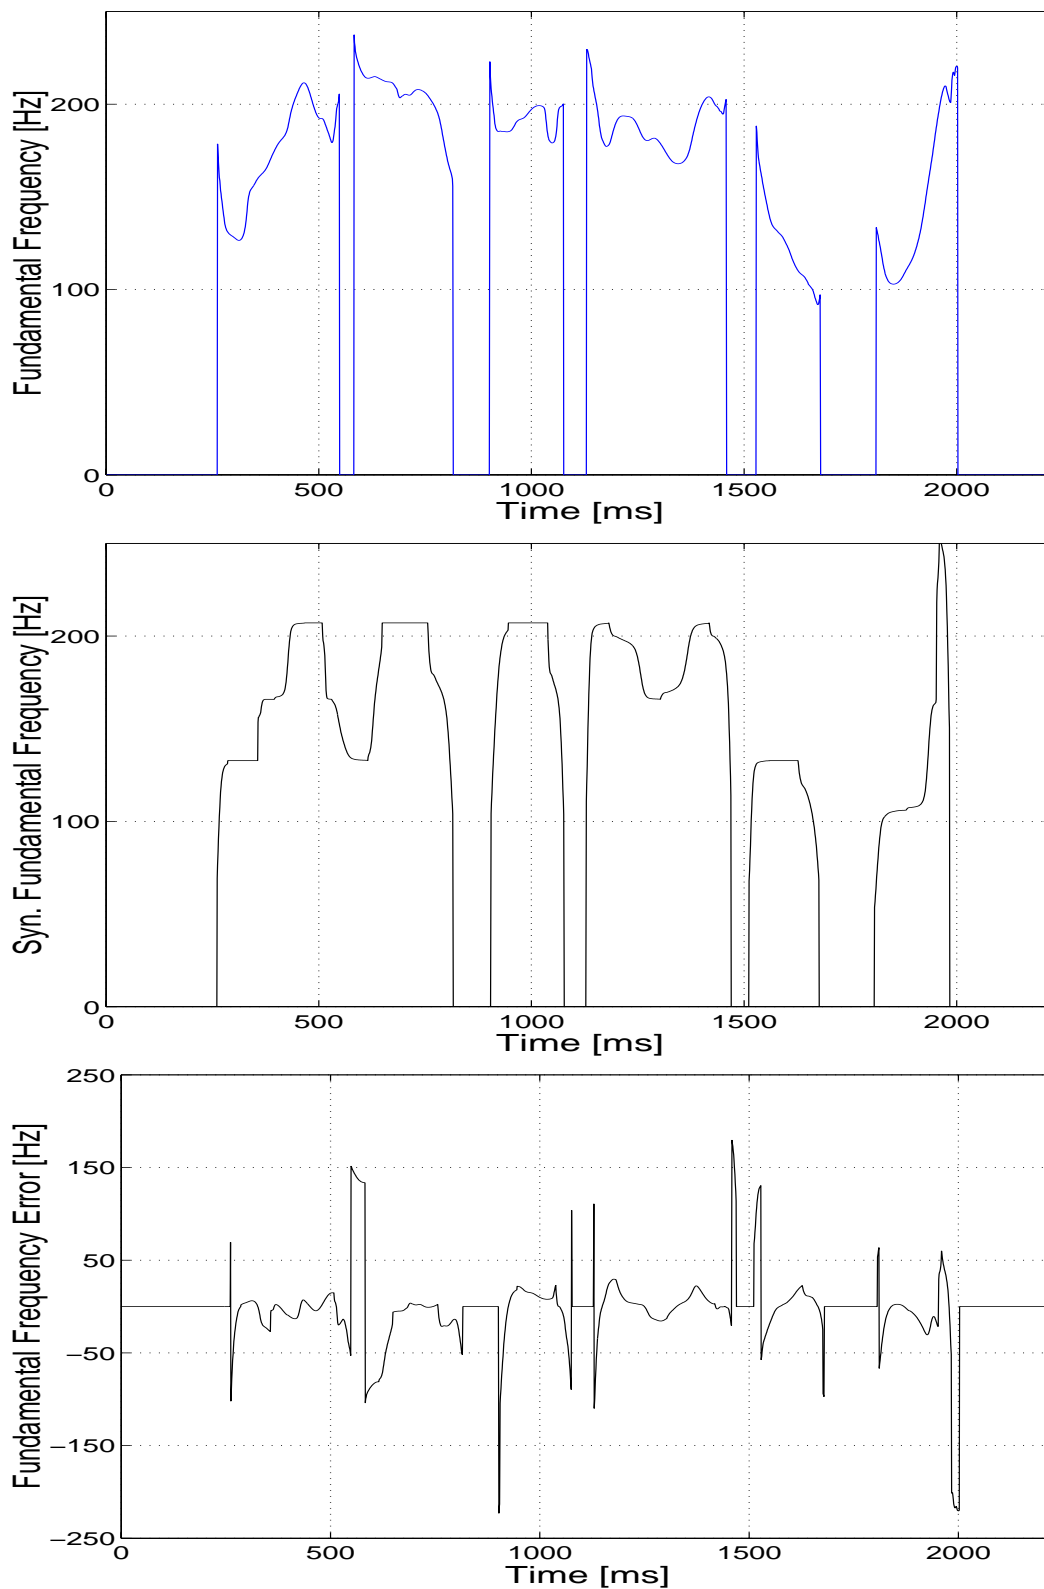 Fundamental Frequency [Hz]
200
100
0
0 500 1000 1500 2000
Time [ms]
Syn. Fundamental Frequency [Hz]
200
100
0
0 500 1000 1500 2000
Time [ms]
Fundamental Frequency Error [Hz]
250
150
50
−50
−150
−250
0 500 1000 1500 2000
Time [ms]